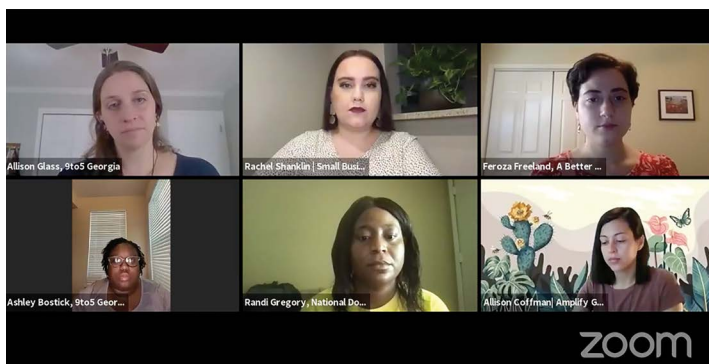 Allison Glass, 9to5 Georgia
Rachel Shanklin | Small Busi...
Feroza Freeland, A Better ...
Ashley Bostick, 9to5 Geor...
Randi Gregory, National Do...
Allison Coffman| Amplify G...
zoom